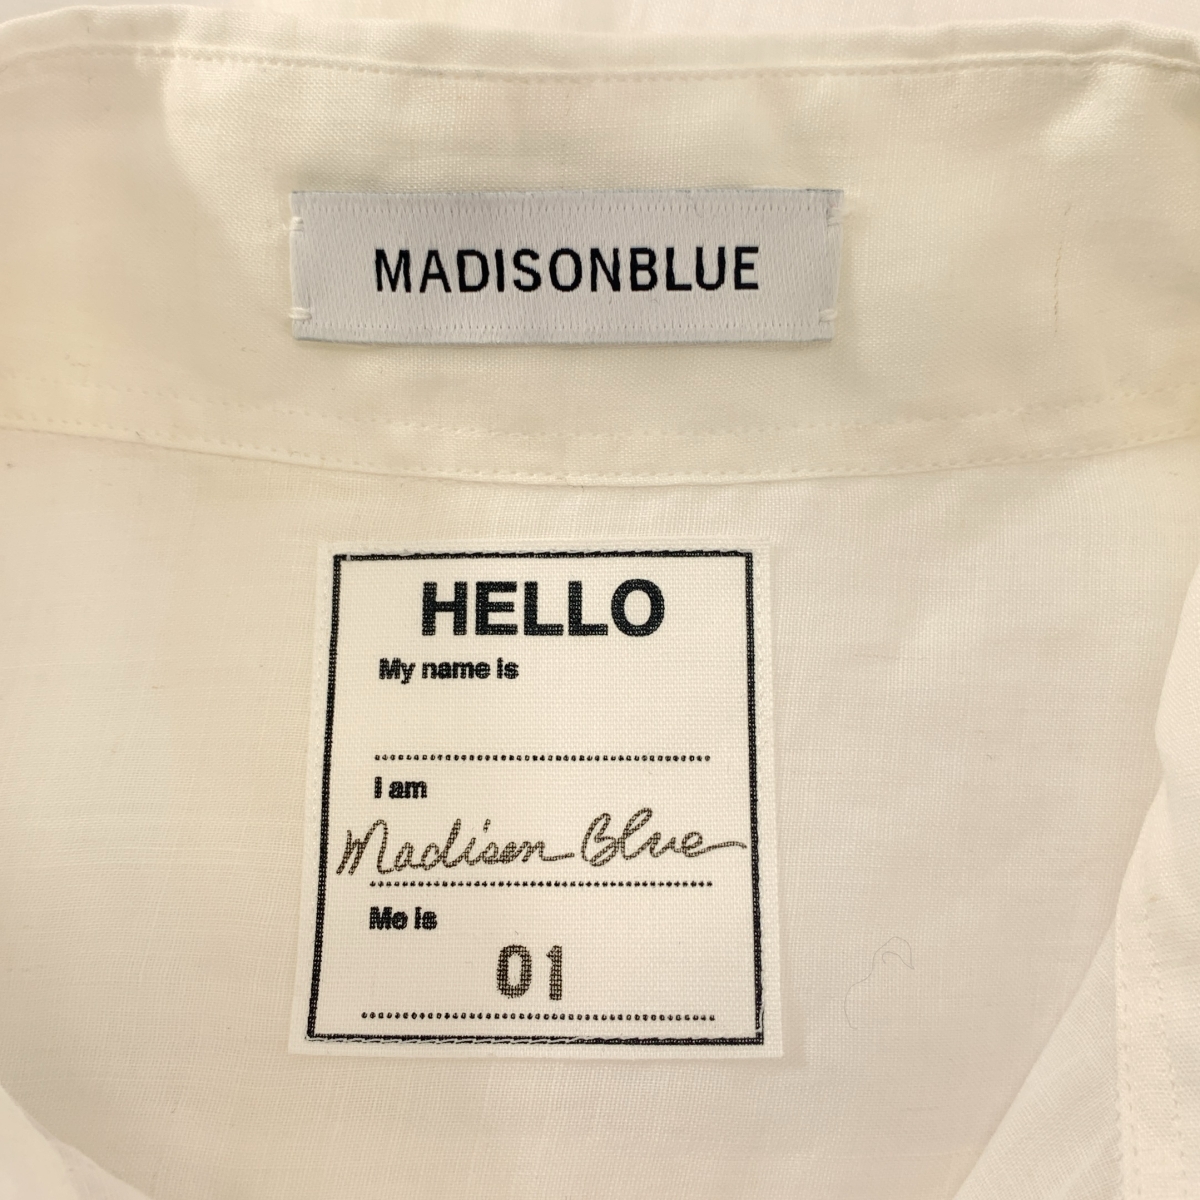 MADISONBLUE
HELLO
My name is
I am
Madison Blue
Me is
01